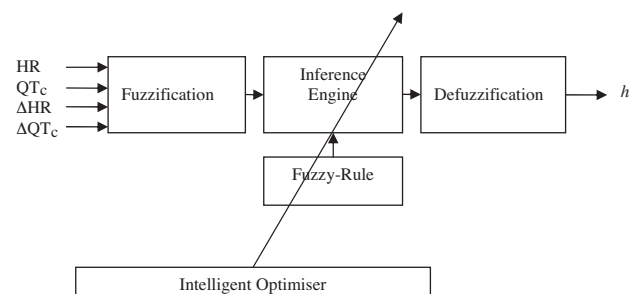 HR
QTc
ΔHR
ΔQTc
Fuzzification
Inference
Engine
Defuzzification
h
Fuzzy-Rule
Intelligent Optimiser